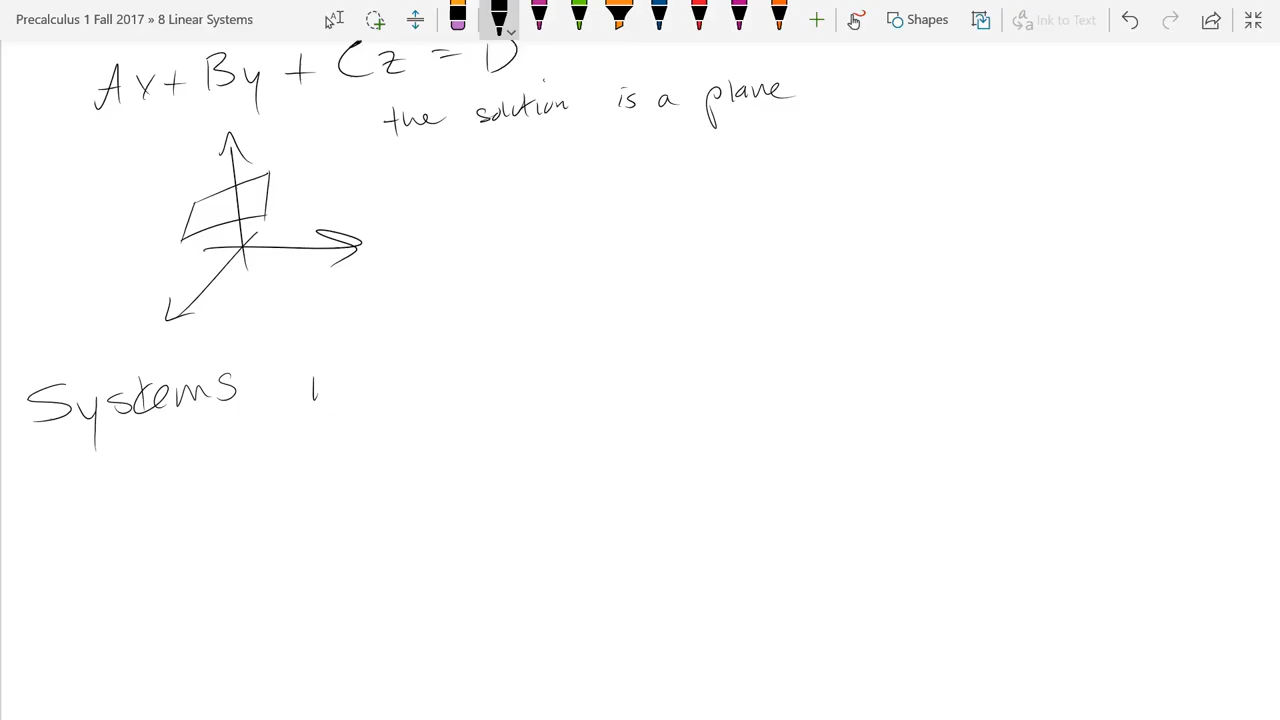 Precalculus 1 Fall 2017 » 8 Linear Systems
Shapes
Ink to Text
Ax + By + Cz = D
the solution is a plane
Systems